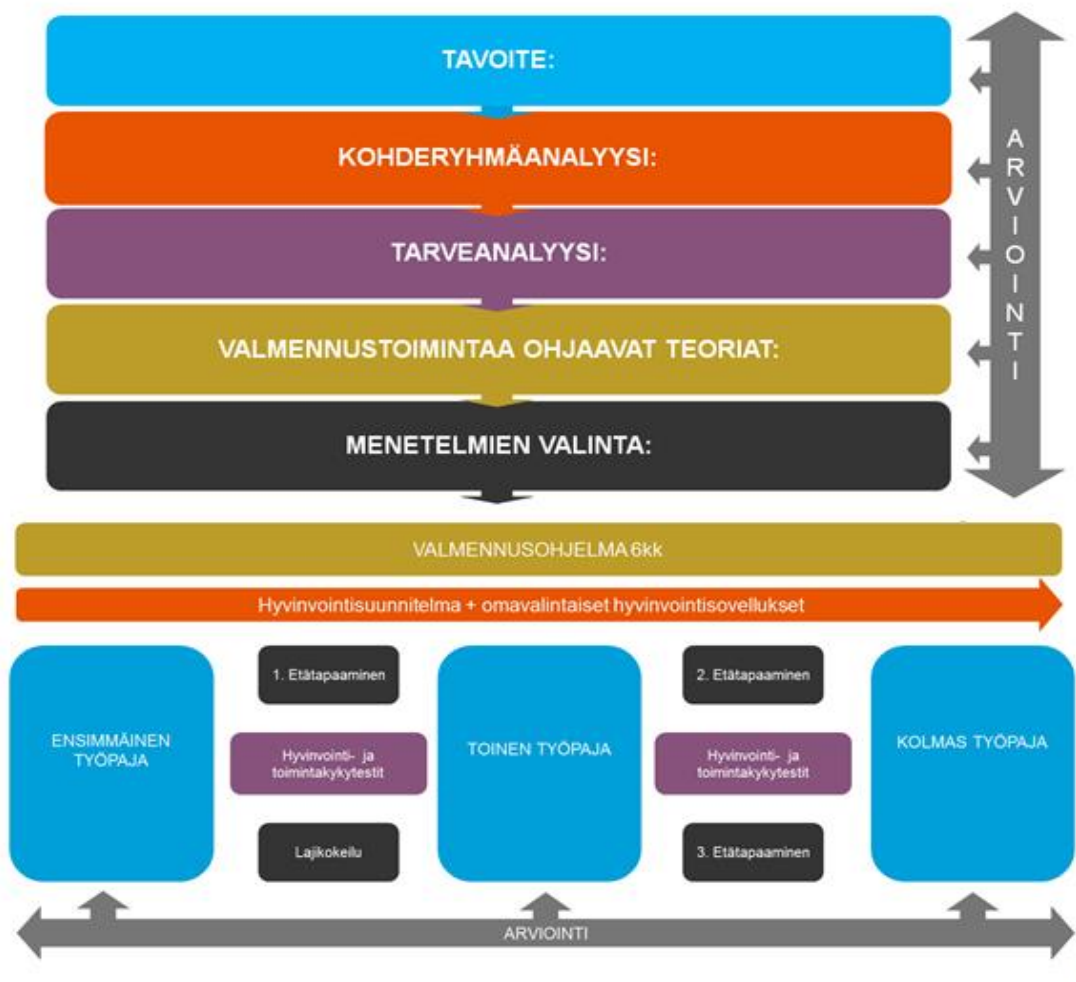 TAVOITE:
KOHDERYHMÄANALYYSI:
TARVEANALYYSI:
VALMENNUSTOIMINTAA OHJAAVAT TEORIAT:
MENETELMIEN VALINTA:
ARVIOINTI
VALMENNUSOHJELMA 6kk
Hyvinvointisuunnitelma + omavalintaiset hyvinvointisovellukset
ENSIMMÄINEN
TYÖPAJA
1. Etätapaaminen
Hyvinvointi- ja
toimintakykytestit
Lajikokeilu
TOINEN TYÖPAJA
2. Etätapaaminen
Hyvinvointi- ja
toimintakykytestit
3. Etätapaaminen
KOLMAS TYÖPAJA
ARVIOINTI